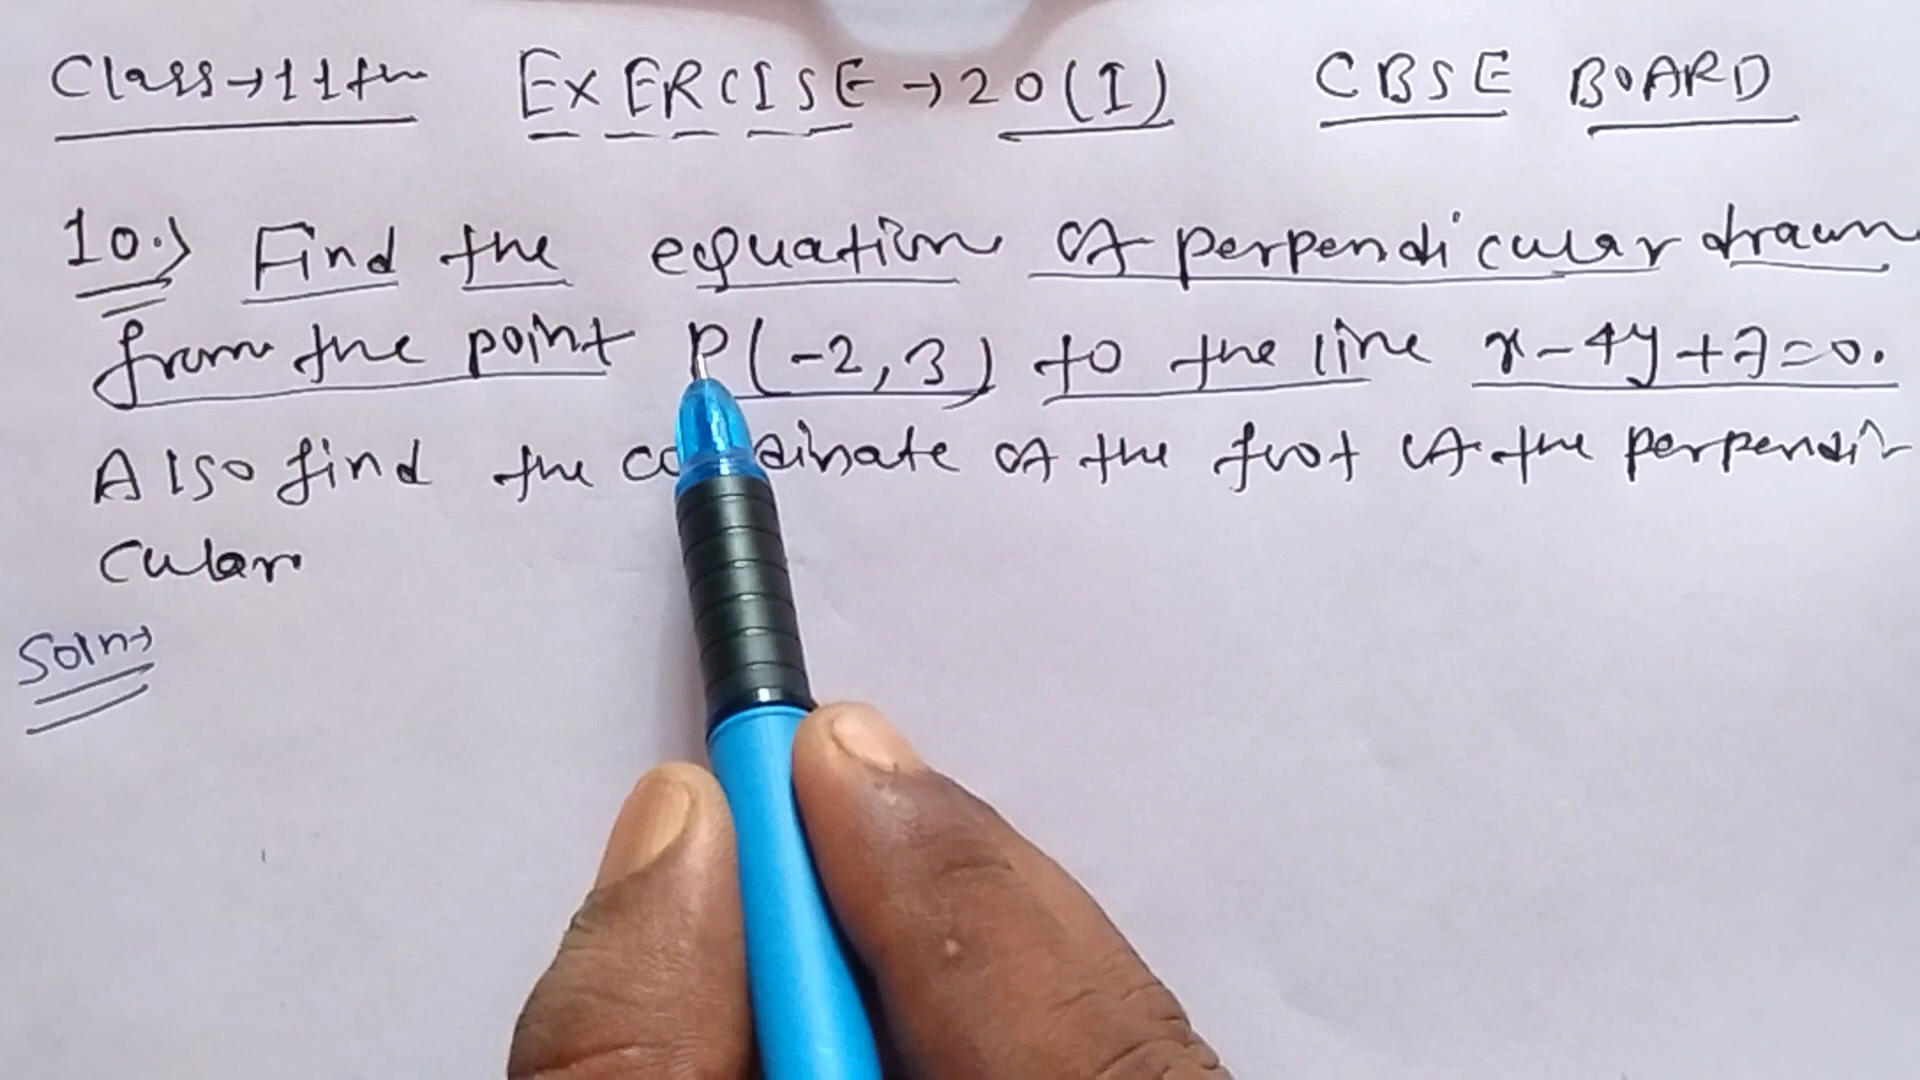 Class→11th EXERCISE→20(I) CBSE BOARD
10.) Find the equation of perpendicular drawn
from the point P(-2,3) to the line x-4y+7=0.
Also find the coordinate of the foot of the perpendi
cular
Soln→